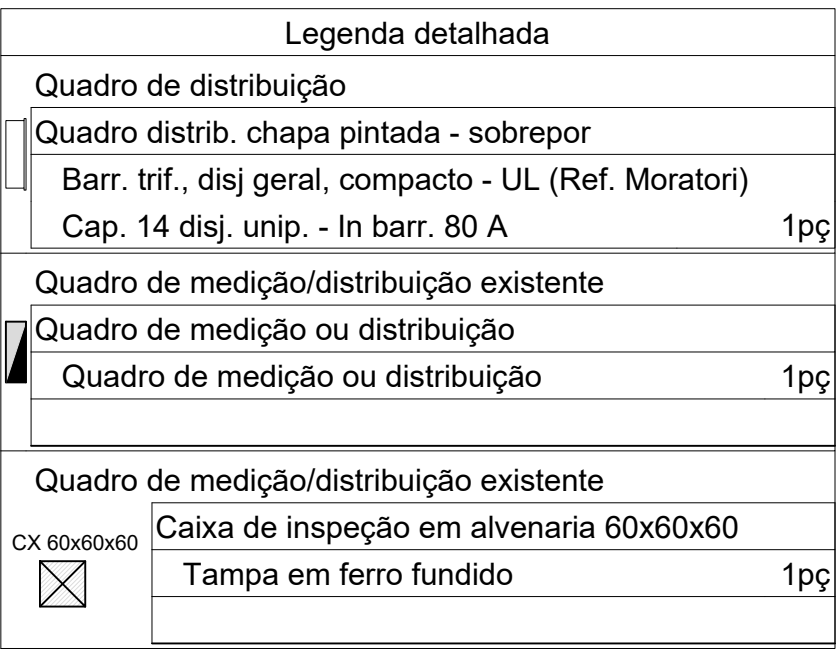 Legenda detalhada
Quadro de distribuição
Quadro distrib. chapa pintada - sobrepor
Barr. trif., disj geral, compacto - UL (Ref. Moratori)
Cap. 14 disj. unip. - In barr. 80 A 1pç
Quadro de medição/distribuição existente
Quadro de medição ou distribuição
Quadro de medição ou distribuição 1pç
Quadro de medição/distribuição existente
CX 60x60x60
Caixa de inspeção em alvenaria 60x60x60
Tampa em ferro fundido 1pç